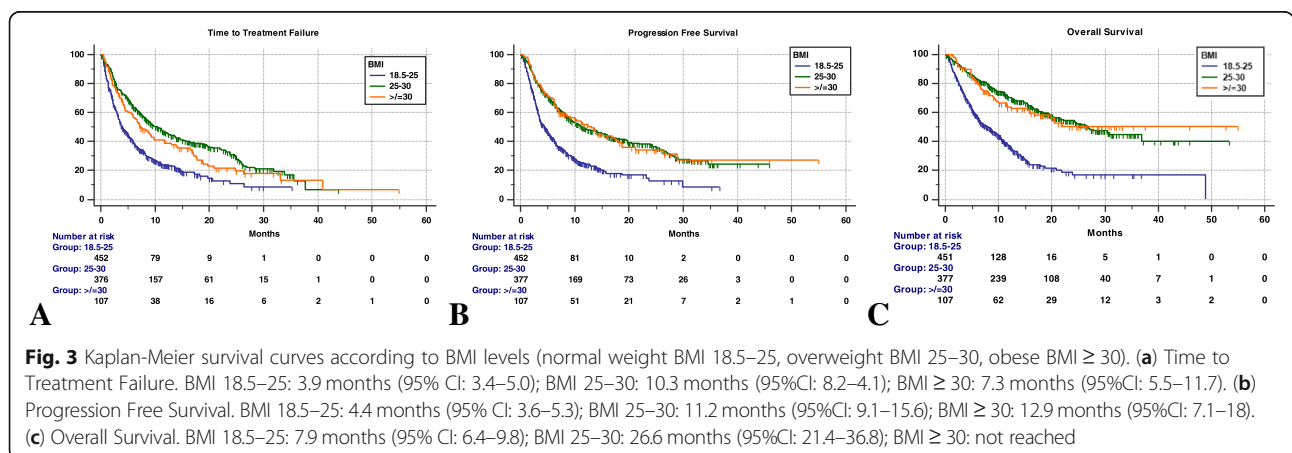 Time to Treatment Failure
BMI
18.5-25
25-30
>/=30
100
80
60
40
20
0
0 10 20 30 40 50 60
Months
Number at risk
Group: 18.5-25
452 79 9 1 0 0 0
Group: 25-30
376 157 61 15 1 0 0
Group: >/=30
107 38 16 6 2 1 0
A
Progression Free Survival
BMI
18.5-25
25-30
>/=30
100
80
60
40
20
0
0 10 20 30 40 50 60
Months
Number at risk
Group: 18.5-25
452 81 10 2 0 0 0
Group: 25-30
377 169 73 26 3 0 0
Group: >/=30
107 51 21 7 2 1 0
B
Overall Survival
BMI
18.5-25
25-30
>/=30
100
80
60
40
20
0
0 10 20 30 40 50 60
Months
Number at risk
Group: 18.5-25
451 128 16 5 1 0 0
Group: 25-30
377 239 108 40 7 1 0
Group: >/=30
107 62 29 12 3 2 0
C
Fig. 3 Kaplan-Meier survival curves according to BMI levels (normal weight BMI 18.5–25, overweight BMI 25–30, obese BMI ≥ 30). (a) Time to
Treatment Failure. BMI 18.5–25: 3.9 months (95% CI: 3.4–5.0); BMI 25–30: 10.3 months (95%CI: 8.2–4.1); BMI ≥ 30: 7.3 months (95%CI: 5.5–11.7). (b)
Progression Free Survival. BMI 18.5–25: 4.4 months (95% CI: 3.6–5.3); BMI 25–30: 11.2 months (95%CI: 9.1–15.6); BMI ≥ 30: 12.9 months (95%CI: 7.1–18).
(c) Overall Survival. BMI 18.5–25: 7.9 months (95% CI: 6.4–9.8); BMI 25–30: 26.6 months (95%CI: 21.4–36.8); BMI ≥ 30: not reached